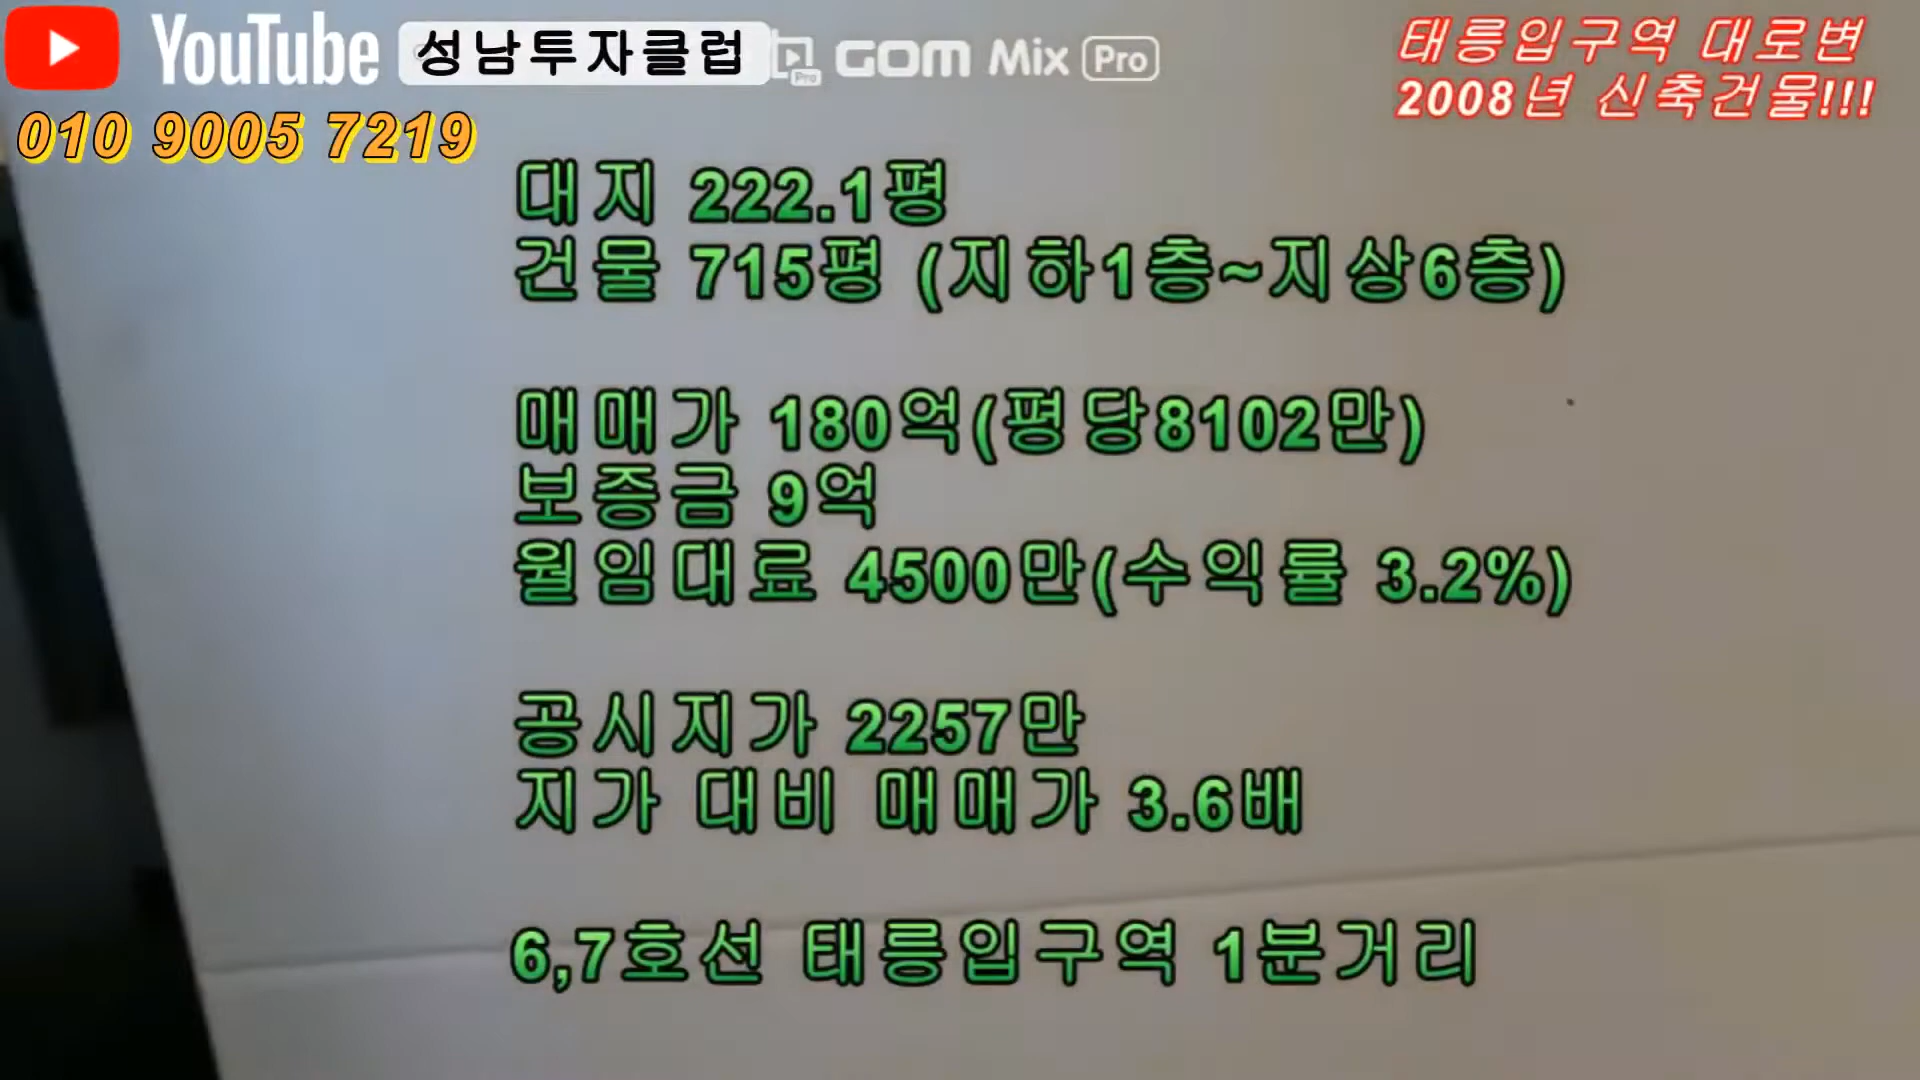 YouTube 성남투자클럽 Pro GOM Mix Pro
태릉입구역 대로변
2008년 신축건물!!!
010 9005 7219
대지 222.1평
건물 715평 (지하1층~지상6층)
매매가 180억(평당8102만)
보증금 9억
월임대료 4500만(수익률 3.2%)
공시지가 2257만
지가 대비 매매가 3.6배
6,7호선 태릉입구역 1분거리